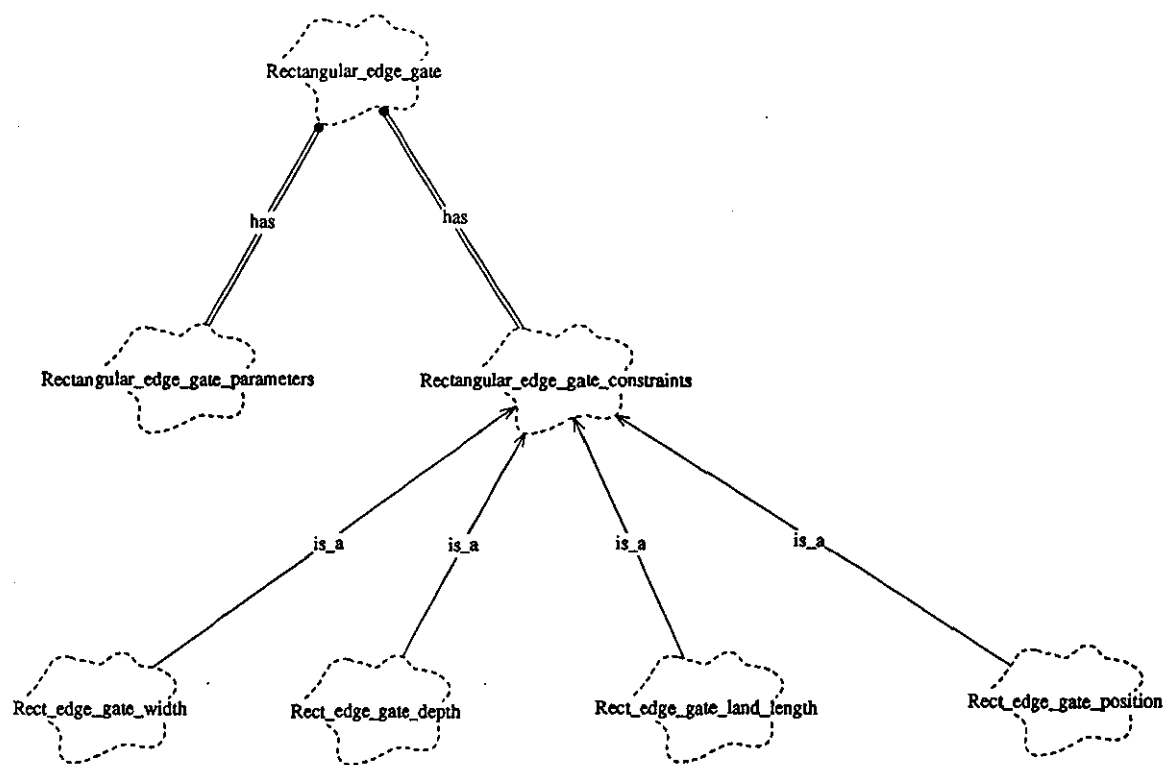 Rectangular_edge_gate
has
has
Rectangular_edge_gate_parameters
Rectangular_edge_gate_constraints
is_a
is_a
is_a
is_a
Rect_edge_gate_width
Rect_edge_gate_depth
Rect_edge_gate_land_length
Rect_edge_gate_position